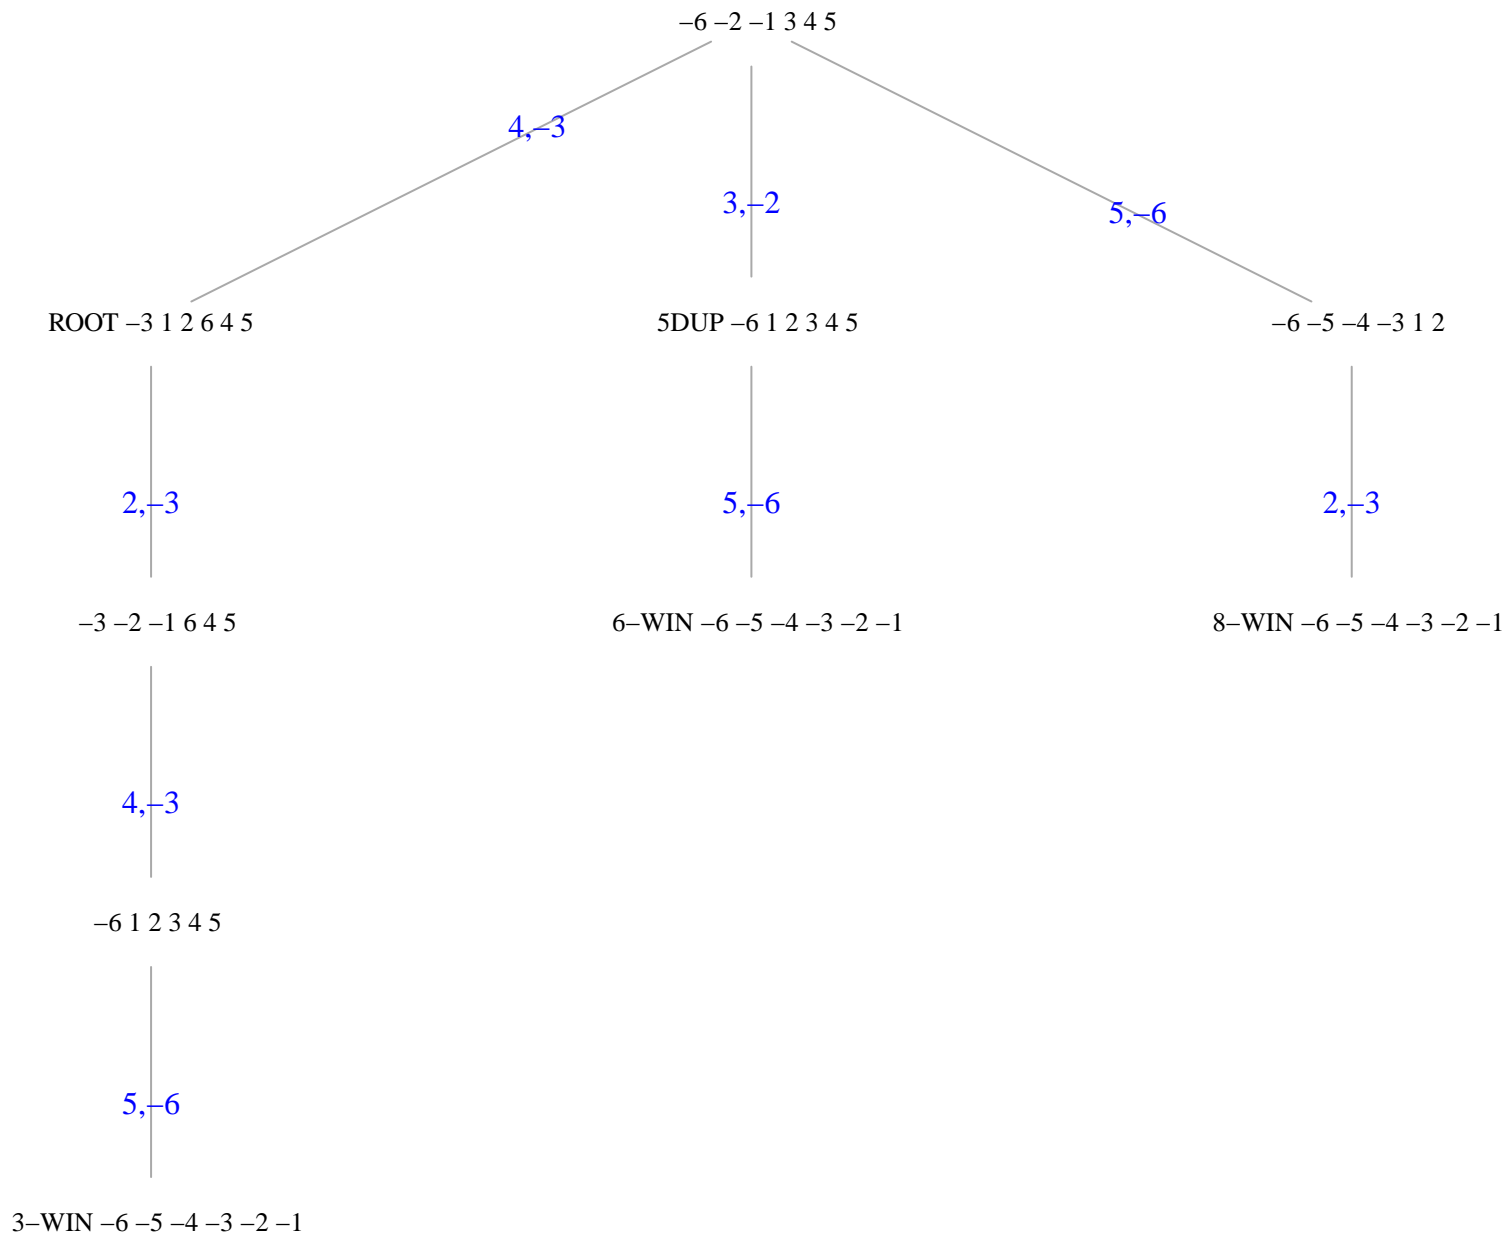 –6 –2 –1 3 4 5
4,–3
3,–2
5,–6
ROOT –3 1 2 6 4 5
5DUP –6 1 2 3 4 5
–6 –5 –4 –3 1 2
2,–3
5,–6
2,–3
–3 –2 –1 6 4 5
6–WIN –6 –5 –4 –3 –2 –1
8–WIN –6 –5 –4 –3 –2 –1
4,–3
–6 1 2 3 4 5
5,–6
3–WIN –6 –5 –4 –3 –2 –1